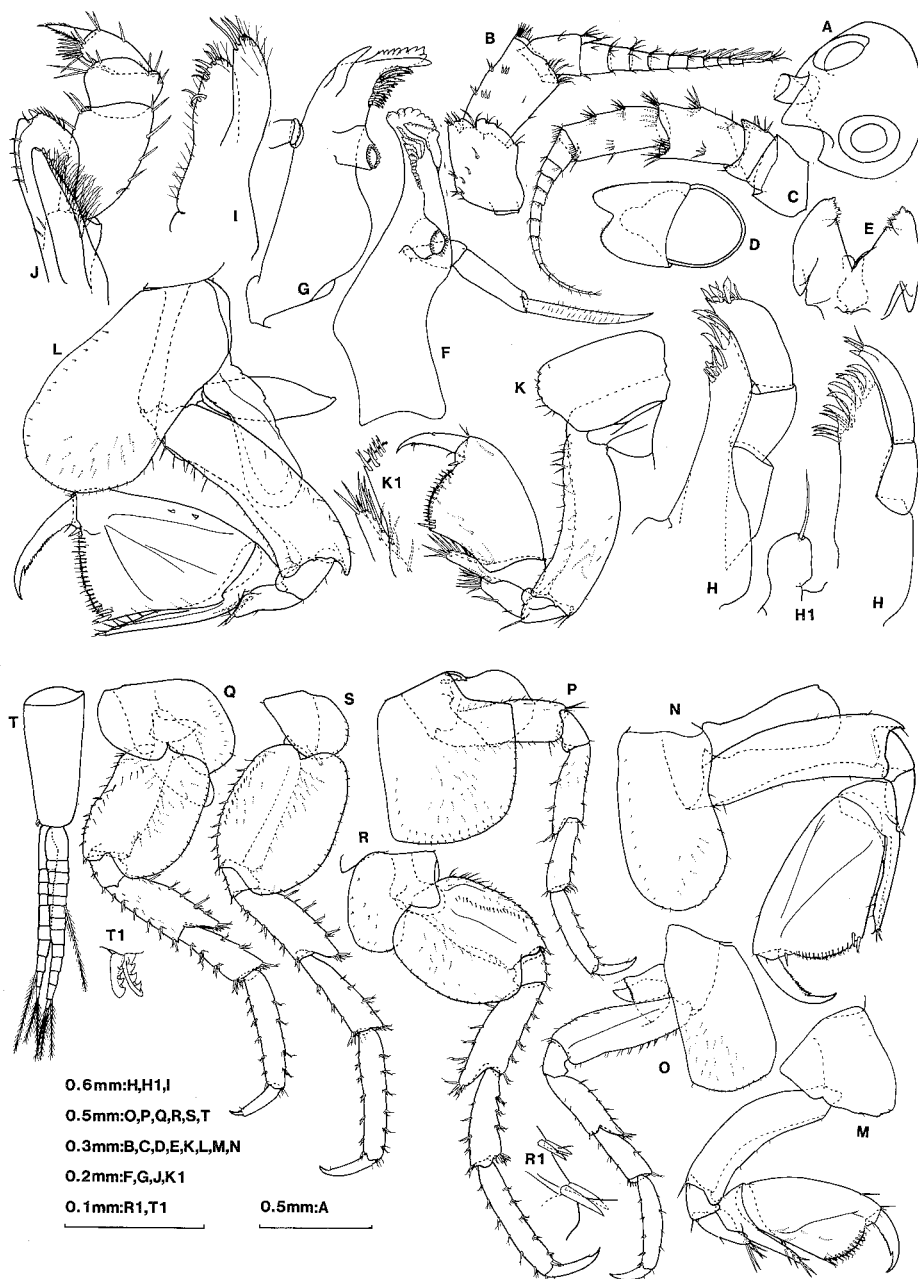 A
B
C
D
E
F
G
H
H1
H
I
J
K
K1
L
M
N
O
P
Q
R
R1
S
T
T1
0.6mm:H,H1,I
0.5mm:O,P,Q,R,S,T
0.3mm:B,C,D,E,K,L,M,N
0.2mm:F,G,J,K1
0.1mm:R1,T1
0.5mm:A